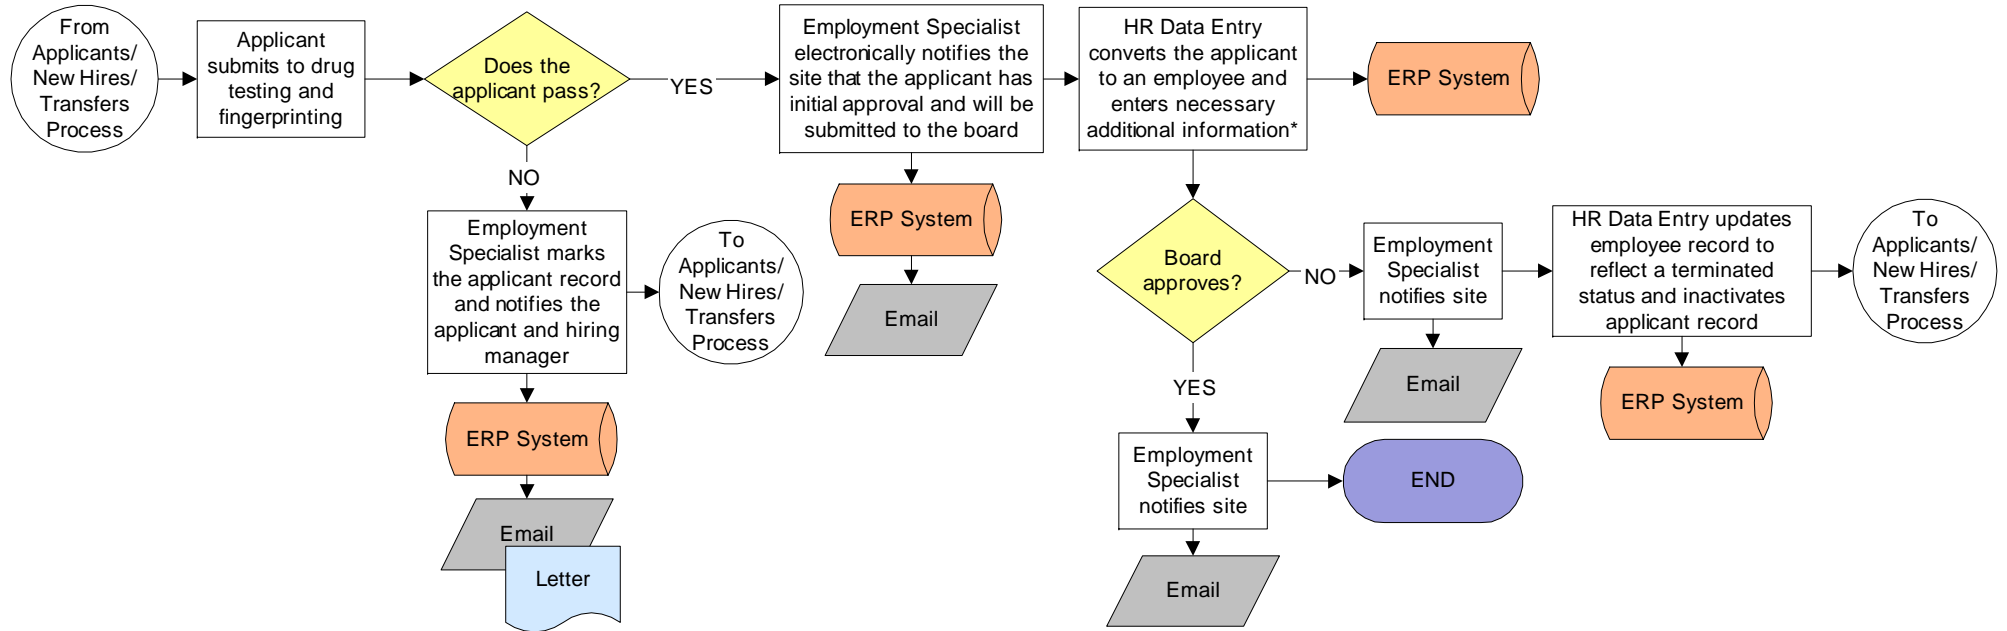 From
Applicants/
New Hires/
Transfers
Process
Applicant
submits to drug
testing and
fingerprinting
Does the
applicant pass?
YES
Employment Specialist
electronically notifies the
site that the applicant has
initial approval and will be
submitted to the board
HR Data Entry
converts the applicant
to an employee and
enters necessary
additional information*
ERP System
NO
Employment
Specialist marks
the applicant record
and notifies the
applicant and hiring
manager
To
Applicants/
New Hires/
Transfers
Process
ERP System
Email
Board
approves?
NO
Employment
Specialist
notifies site
HR Data Entry updates
employee record to
reflect a terminated
status and inactivates
applicant record
To
Applicants/
New Hires/
Transfers
Process
Email
ERP System
YES
ERP System
Email
Letter
Employment
Specialist
notifies site
END
Email